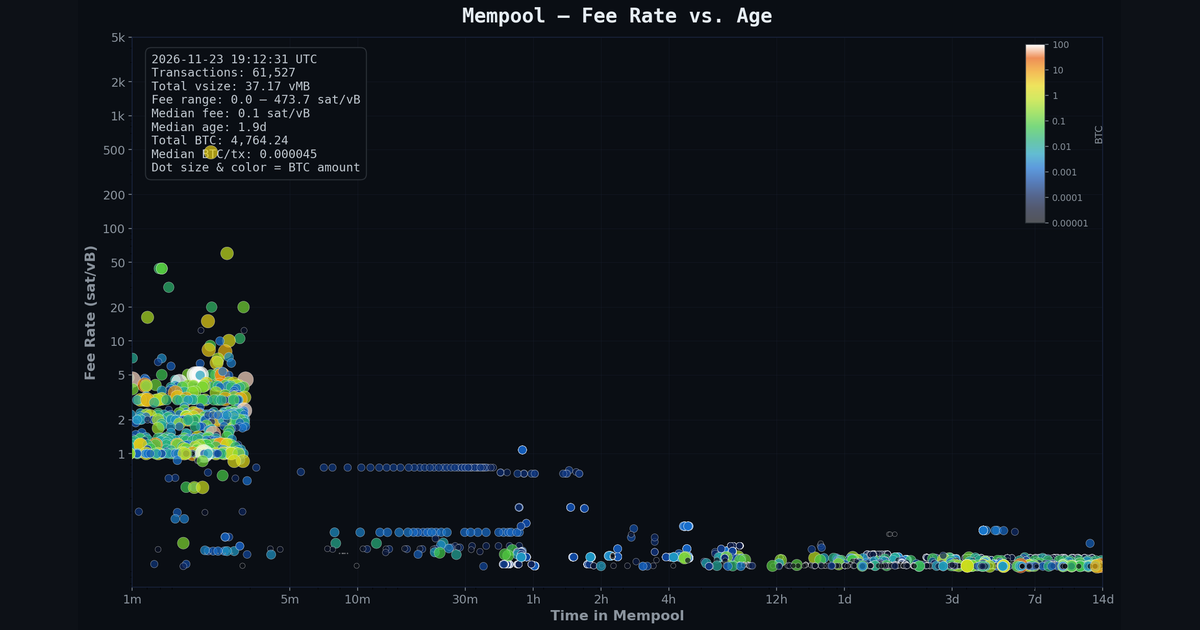 Mempool — Fee Rate vs. Age
5k
2k
1k
500
200
100
50
20
10
5
2
1
Fee Rate (sat/vB)
2026-11-23 19:12:31 UTC
Transactions: 61,527
Total vsize: 37.17 vMB
Fee range: 0.0 – 473.7 sat/vB
Median fee: 0.1 sat/vB
Median age: 1.9d
Total BTC: 4,764.24
Median BTC/tx: 0.000045
Dot size & color = BTC amount
100
10
1
0.1
0.01
0.001
0.0001
0.00001
BTC
1m
5m
10m
30m
1h
2h
4h
12h
1d
3d
7d
14d
Time in Mempool